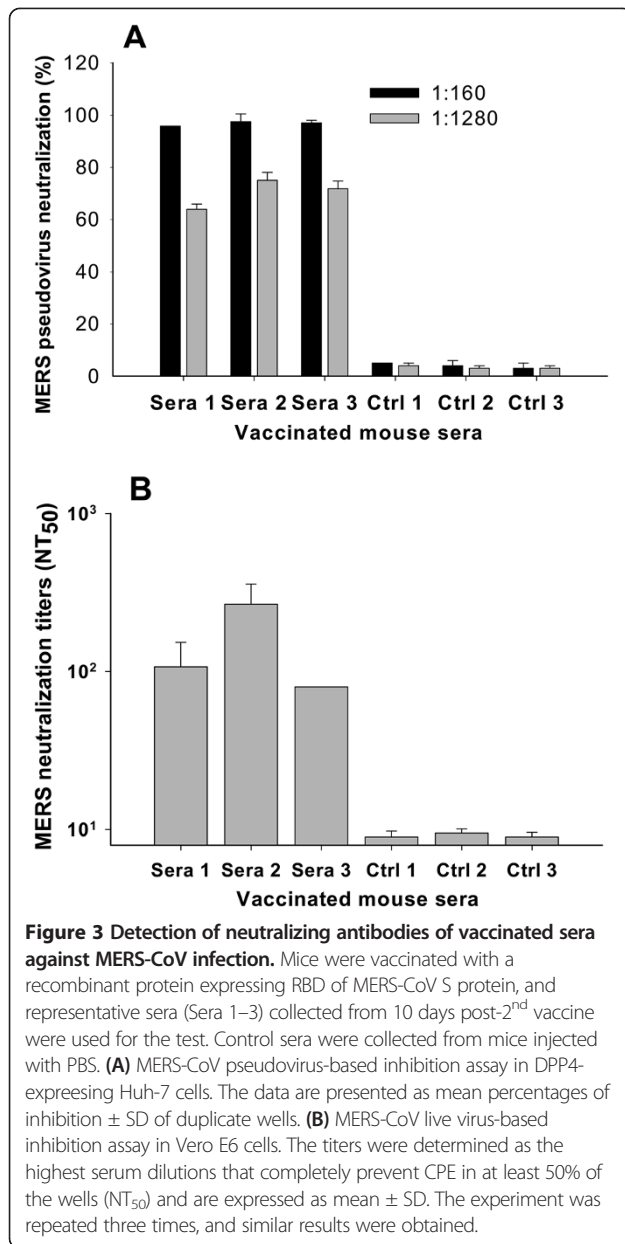 A
MERS pseudovirus neutralization (%)
120
100
80
60
40
20
0
1:160
1:1280
Sera 1 Sera 2 Sera 3 Ctrl 1 Ctrl 2 Ctrl 3
Vaccinated mouse sera
B
MERS neutralization titers (NT50)
10³
10²
10¹
Sera 1 Sera 2 Sera 3 Ctrl 1 Ctrl 2 Ctrl 3
Vaccinated mouse sera
Figure 3 Detection of neutralizing antibodies of vaccinated sera
against MERS-CoV infection. Mice were vaccinated with a
recombinant protein expressing RBD of MERS-CoV S protein, and
representative sera (Sera 1–3) collected from 10 days post-2nd vaccine
were used for the test. Control sera were collected from mice injected
with PBS. (A) MERS-CoV pseudovirus-based inhibition assay in DPP4-
expreesing Huh-7 cells. The data are presented as mean percentages of
inhibition ± SD of duplicate wells. (B) MERS-CoV live virus-based
inhibition assay in Vero E6 cells. The titers were determined as the
highest serum dilutions that completely prevent CPE in at least 50% of
the wells (NT50) and are expressed as mean ± SD. The experiment was
repeated three times, and similar results were obtained.